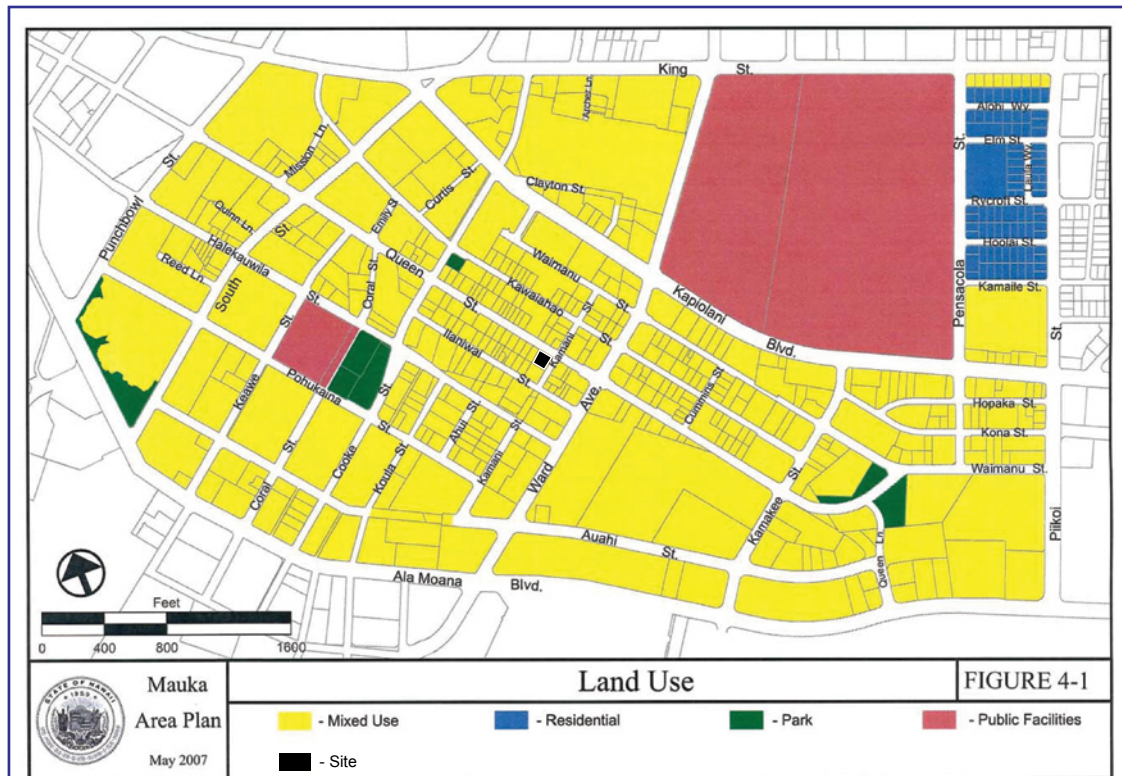 King St.
Alohi Wy.
Elm St.
Rycroft St.
Hoolai St.
Kamaile St.
Archer Ln.
Mission Ln.
St.
Curtis St.
Clayton St.
Punchbowl
Quinn Ln.
Emily St
Halekauwila St.
Reed Ln.
South St.
Coral St
Queen St.
Waimanu St.
Kawaiahao St.
Kapiolani Blvd.
Pensacola St.
Ilaniwai St.
Kamani
Pohukaina St.
Keawe St.
Cummins St
Hopaka St.
Kona St.
Waimanu St.
Ave.
Ahui St.
Cooke St.
Koula St
Kamani St.
Coral
Ward
Kamakee St.
Piikoi St.
Auahi St.
Queen Ln
Ala Moana Blvd.
Feet
0 400 800 1600
Mauka
Area Plan
May 2007
STATE OF HAWAII
1959
Land Use
FIGURE 4-1
- Mixed Use
- Residential
- Park
- Public Facilities
- Site